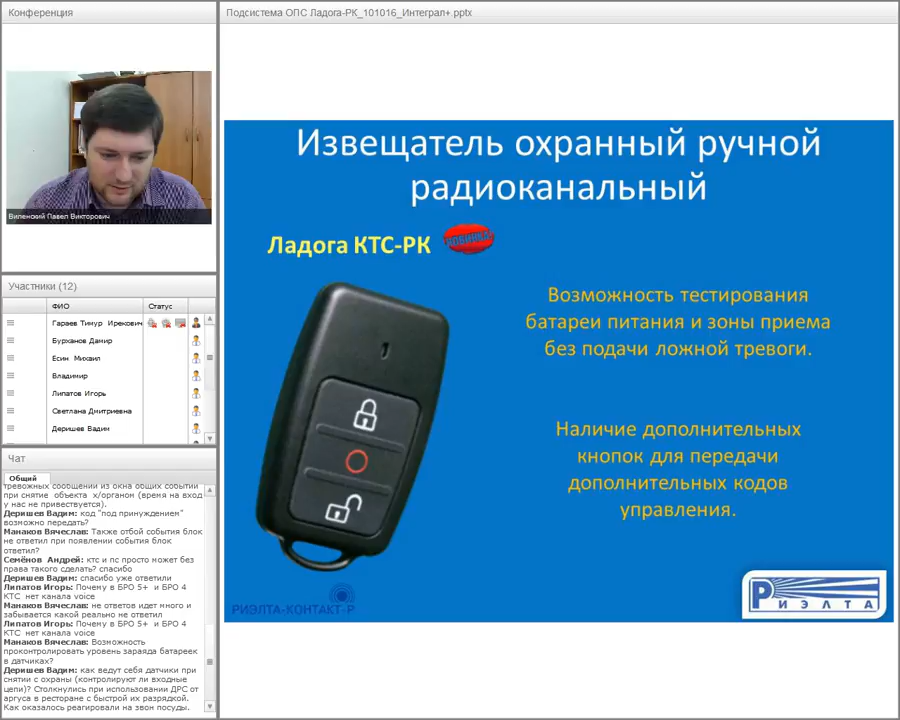 Конференция
Виленский Павел Викторович
Участники (12)
ФИО
Статус
Гараев Тимур Ирекович
Бурханов Дамир
Есин Михаил
Владимир
Липатов Игорь
Светлана Дмитриевна
Деришев Вадим
Чат
Общий
тревожных сообщений из окна общих событий
при снятие объекта х/органом (время на вход
у нас не приветствуется).
Деришев Вадим: код "под принуждением"
возможно передать?
Манаков Вячеслав: Также отбой события блок
не ответил при появлении события блок
ответил?
Семёнов Андрей: ктс и пс просто может без
права такого сделать? спасибо
Деришев Вадим: спасибо уже ответили
Липатов Игорь: Почему в БРО 5+ и БРО 4
КТС нет канала voice
Манаков Вячеслав: не ответов идет много и
забывается какой реально не ответил
Липатов Игорь: Почему в БРО 5+ и БРО 4
КТС нет канала voice
Манаков Вячеслав: Возможность
проконтролировать уровень зараяда батареек
в датчиках?
Деришев Вадим: как ведут себя датчики при
снятии с охраны (контролируют ли входные
цепи)? Столкнулись при использовании ДРС от
аргуса в ресторане с быстрой их разрядкой.
Как оказалось реагировали на звон посуды.
Подсистема ОПС Ладога-РК_101016_Интеграл+.pptx
Извещатель охранный ручной
радиоканальный
Ладога КТС-РК
НОВИНКА
Возможность тестирования
батареи питания и зоны приема
без подачи ложной тревоги.
Наличие дополнительных
кнопок для передачи
дополнительных кодов
управления.
РИЭЛТА-КОНТАКТ-Р
РИЭЛТА